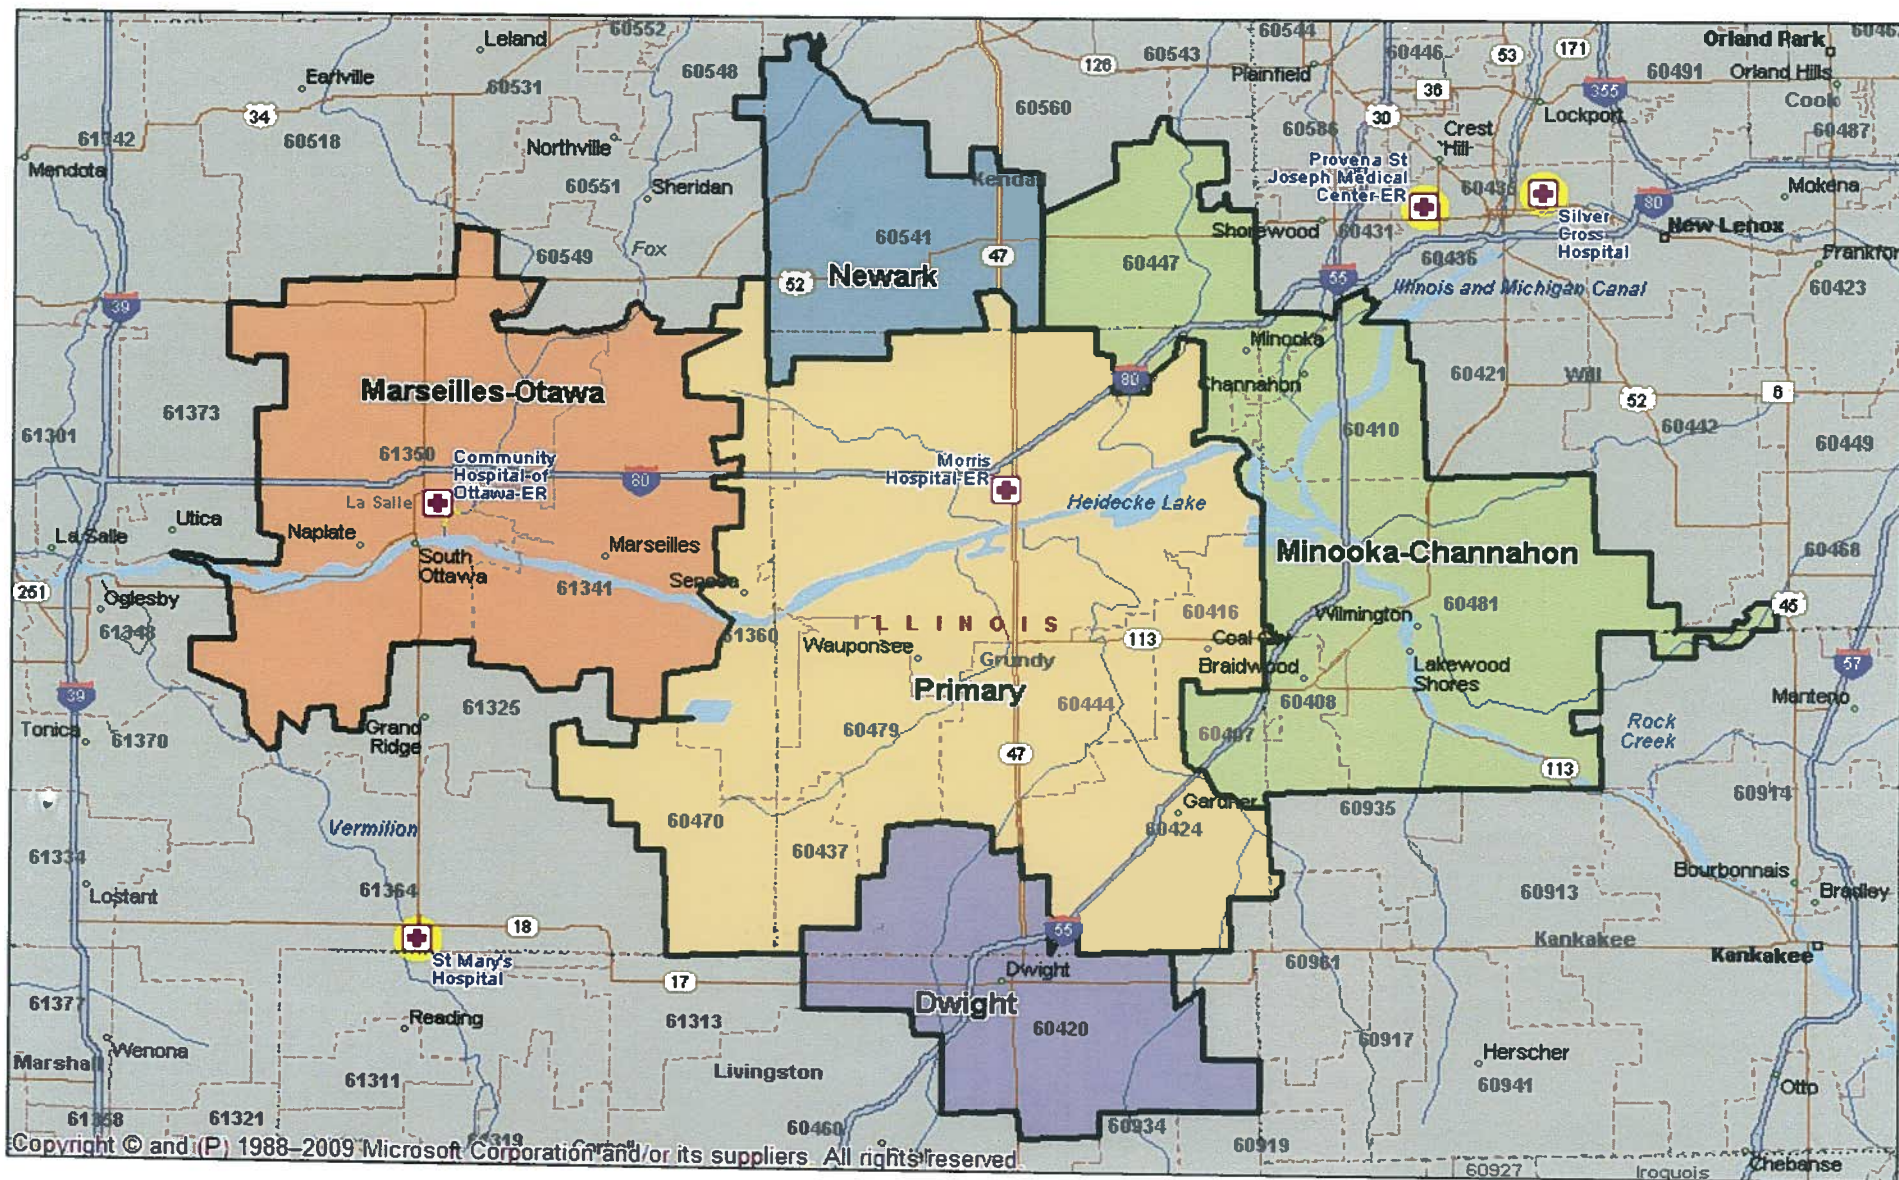 60552
Leland
60544
Orland Park
Earlville
60531
60548
126
60543
Plainfield
60446
53
171
60491
Orland Hills
Cook
34
61342
60518
60560
36
30
355
Lockport
60487
60586
Crest
Hill
Northville
Mendota
60551
Sheridan
Kendall
Provena St
Joseph Medical
Center-ER
Mokena
80
Silver
Cross
Hospital
New Lenox
60549
Fox
60541
47
Newark
52
60447
Shorewood
60431
60436
55
Illinois and Michigan Canal
60423
39
Minooka
Channahon
80
60421
Will
52
6
Marseilles-Otawa
61373
61301
60410
60442
60449
61350
Community
Hospital-of
Ottawa-ER
80
Morris
Hospital-ER
La Salle
Heidecke Lake
Utica
La Salle
Naplate
South
Ottawa
Marseilles
Seneca
Minooka-Channahon
60468
251
Oglesby
61348
61341
61360
ILLINOIS
60416
Wilmington
60481
45
Wauponsee
Grundy
113
Coal City
Braidwood
Lakewood
Shores
57
39
Primary
60444
60408
Manteno
61325
Grand
Ridge
Tonica
61370
60479
47
60407
Rock
Creek
113
Gardner
60424
60935
60914
Vermilion
60470
60437
61334
Lostant
61364
Bourbonnais
Bradley
60913
18
55
St Mary's
Hospital
Kankakee
Kankakee
60961
17
Dwight
Dwight
60420
61377
Reading
61313
Wenona
Marshall
61311
Livingston
60917
Herscher
60941
Otto
61358
61321
60460
60934
60919
Copyright © and (P) 1988–2009 Microsoft Corporation and/or its suppliers. All rights reserved.
60927
Iroquois
Chebanse